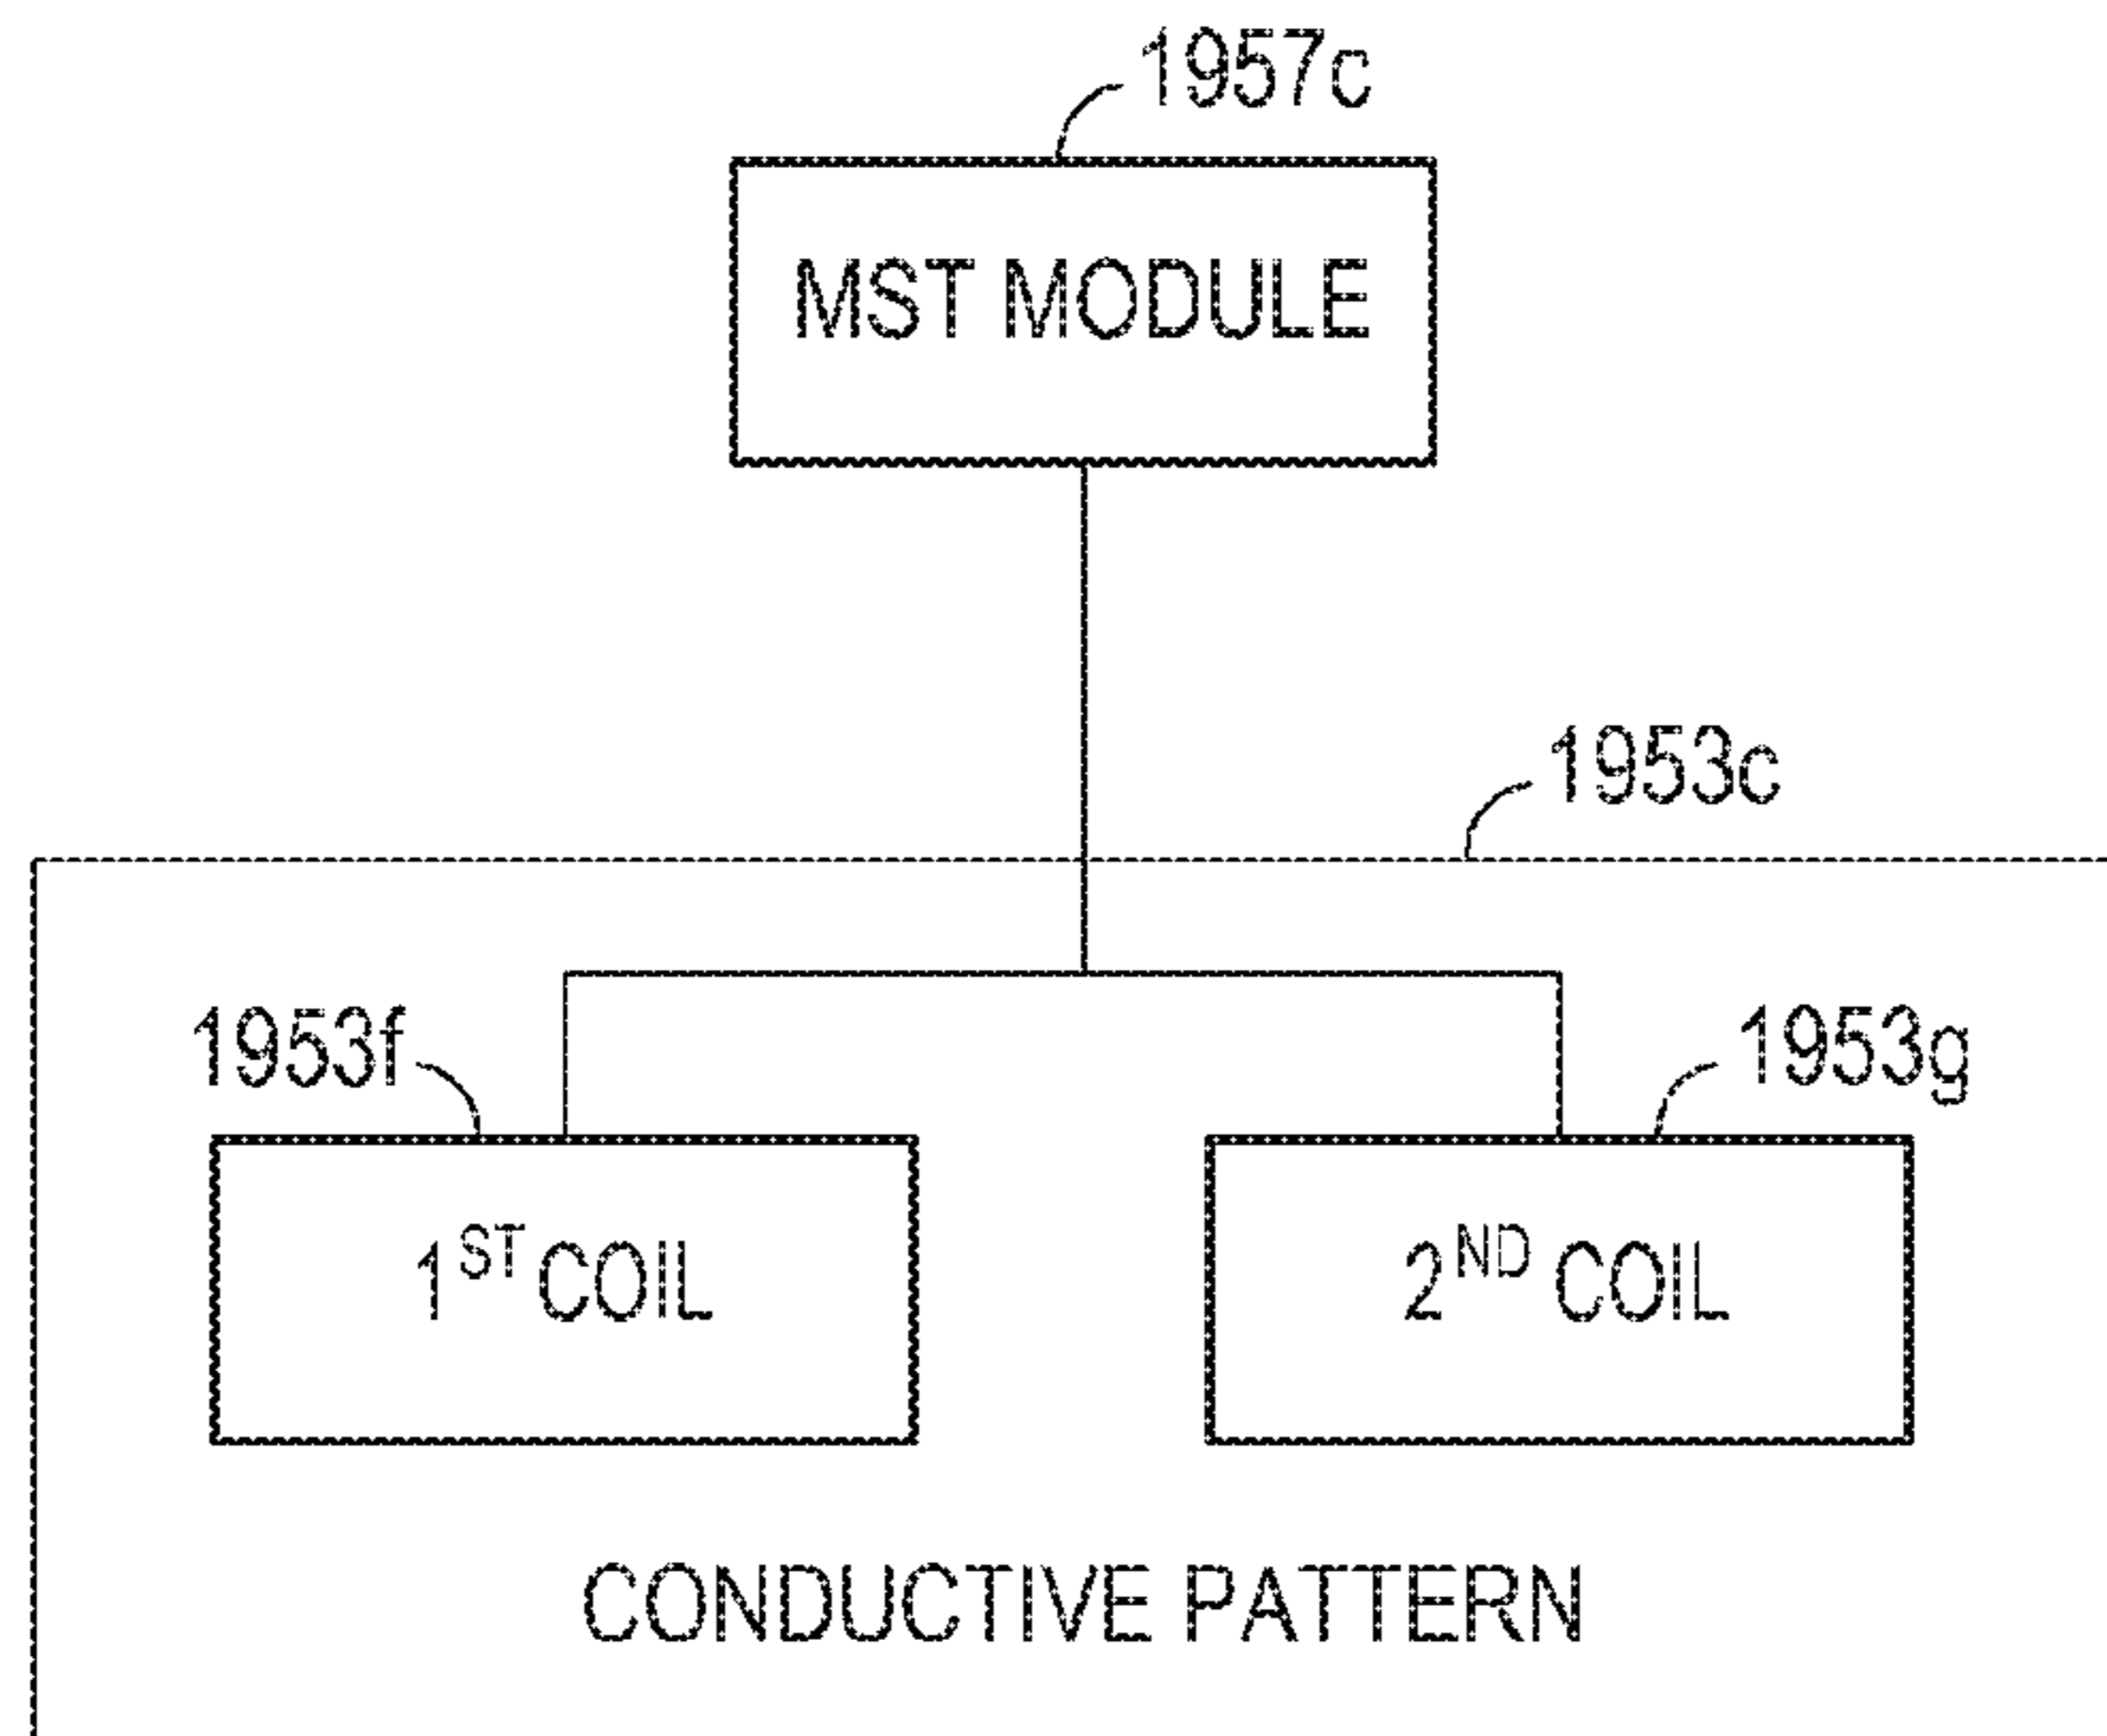 1957c
MST MODULE
1953c
1953f
1953g
1ST COIL
2ND COIL
CONDUCTIVE PATTERN